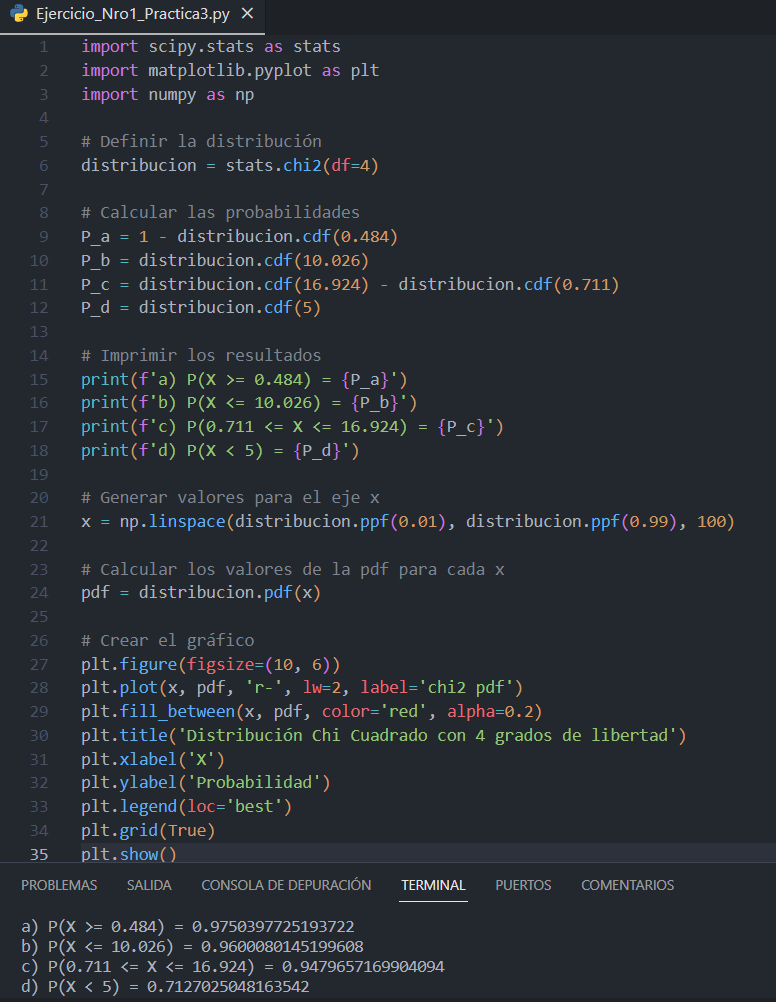 Ejercicio_Nro1_Practica3.py ×
1 import scipy.stats as stats
2 import matplotlib.pyplot as plt
3 import numpy as np
4
5 # Definir la distribución
6 distribucion = stats.chi2(df=4)
7
8 # Calcular las probabilidades
9 P_a = 1 - distribucion.cdf(0.484)
10 P_b = distribucion.cdf(10.026)
11 P_c = distribucion.cdf(16.924) - distribucion.cdf(0.711)
12 P_d = distribucion.cdf(5)
13
14 # Imprimir los resultados
15 print(f'a) P(X >= 0.484) = {P_a}')
16 print(f'b) P(X <= 10.026) = {P_b}')
17 print(f'c) P(0.711 <= X <= 16.924) = {P_c}')
18 print(f'd) P(X < 5) = {P_d}')
19
20 # Generar valores para el eje x
21 x = np.linspace(distribucion.ppf(0.01), distribucion.ppf(0.99), 100)
22
23 # Calcular los valores de la pdf para cada x
24 pdf = distribucion.pdf(x)
25
26 # Crear el gráfico
27 plt.figure(figsize=(10, 6))
28 plt.plot(x, pdf, 'r-', lw=2, label='chi2 pdf')
29 plt.fill_between(x, pdf, color='red', alpha=0.2)
30 plt.title('Distribución Chi Cuadrado con 4 grados de libertad')
31 plt.xlabel('X')
32 plt.ylabel('Probabilidad')
33 plt.legend(loc='best')
34 plt.grid(True)
35 plt.show()
PROBLEMAS SALIDA CONSOLA DE DEPURACIÓN TERMINAL PUERTOS COMENTARIOS
a) P(X >= 0.484) = 0.9750397725193722
b) P(X <= 10.026) = 0.9600080145199608
c) P(0.711 <= X <= 16.924) = 0.9479657169904094
d) P(X < 5) = 0.7127025048163542